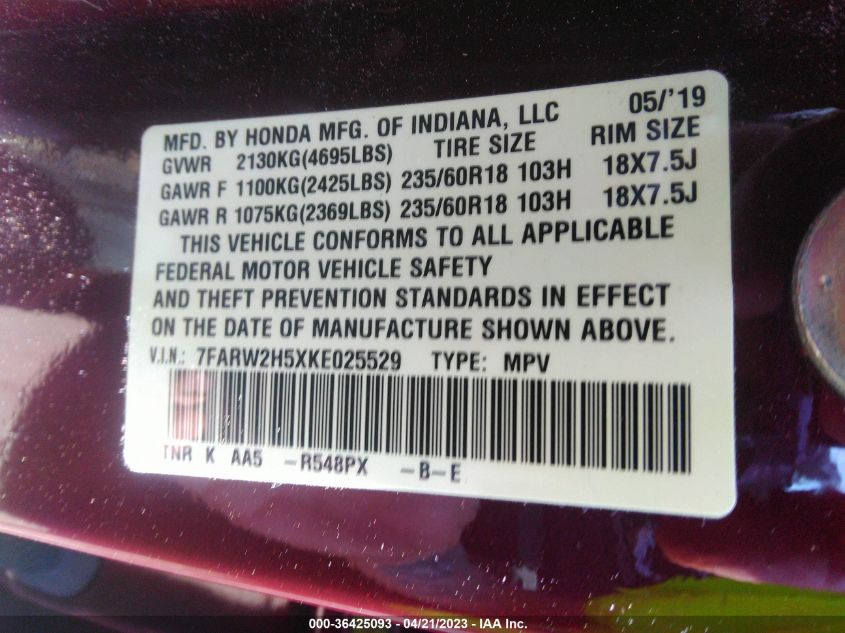 05/'19
MFD. BY HONDA MFG. OF INDIANA, LLC
GVWR 2130KG(4695LBS) TIRE SIZE RIM SIZE
GAWR F 1100KG(2425LBS) 235/60R18 103H 18X7.5J
GAWR R 1075KG(2369LBS) 235/60R18 103H 18X7.5J
THIS VEHICLE CONFORMS TO ALL APPLICABLE
FEDERAL MOTOR VEHICLE SAFETY
AND THEFT PREVENTION STANDARDS IN EFFECT
ON THE DATE OF MANUFACTURE SHOWN ABOVE.
V.I.N.: 7FARW2H5XKE025529 TYPE: MPV
TNR K AA5 -R548PX -B-E
000-36425093 - 04/21/2023 - © IAA Inc.